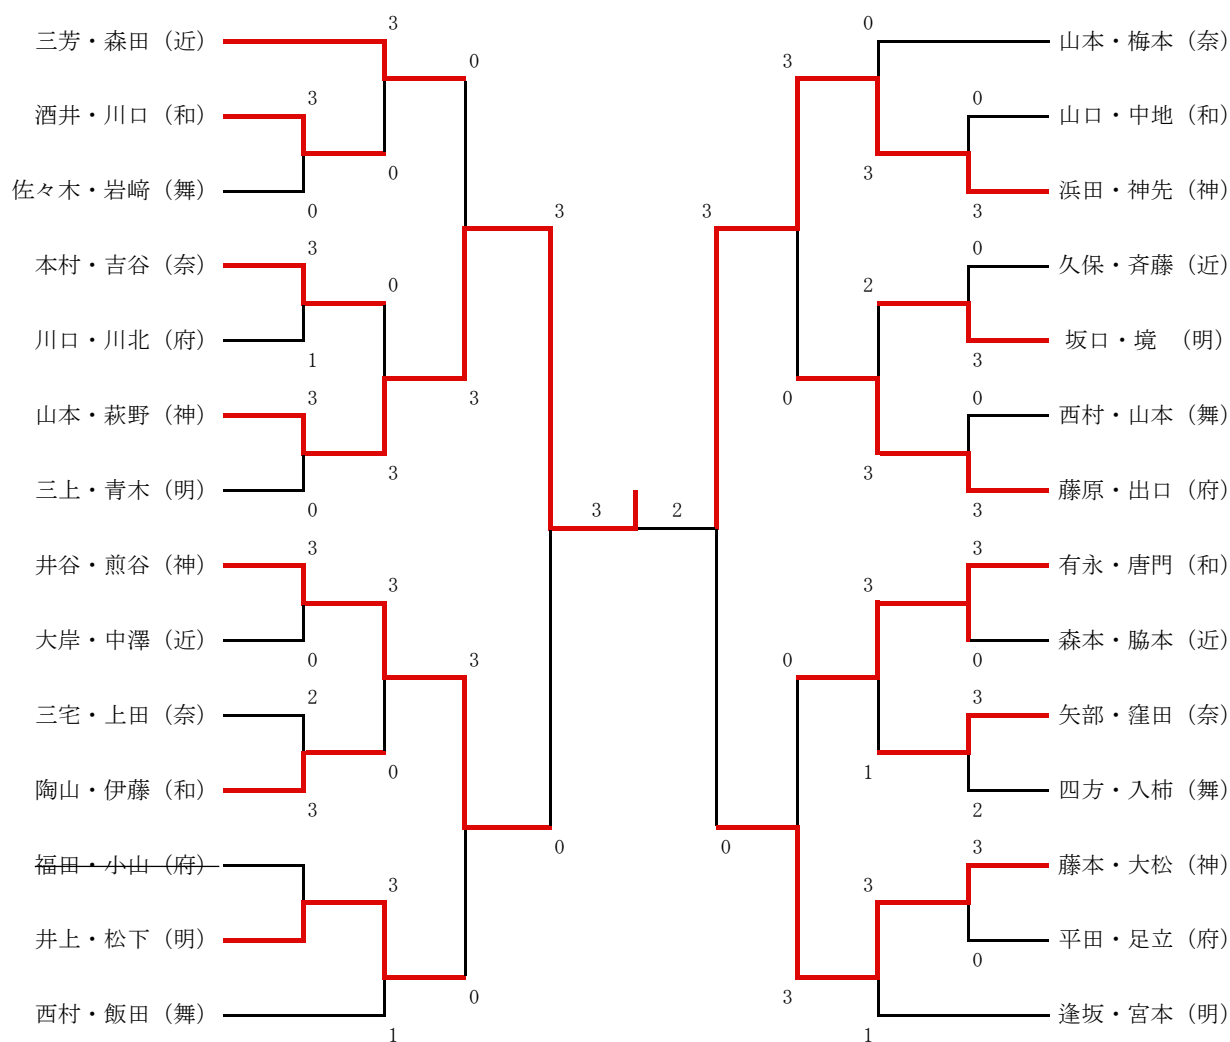 三芳・森田（近）
酒井・川口（和）
佐々木・岩﨑（舞）
本村・吉谷（奈）
川口・川北（府）
山本・萩野（神）
三上・青木（明）
井谷・煎谷（神）
大岸・中澤（近）
三宅・上田（奈）
陶山・伊藤（和）
福田・小山（府）
井上・松下（明）
西村・飯田（舞）
3
3
0
0
3
1
3
0
3
0
2
3
0
3
3
0
3
1
0
3
3
0
3
0
3
2
3
0
3
0
0
3
0
3
2
3
3
1
3
1
0
3
0
3
0
3
3
0
3
2
3
0
山本・梅本（奈）
山口・中地（和）
浜田・神先（神）
久保・斉藤（近）
坂口・境　（明）
西村・山本（舞）
藤原・出口（府）
有永・唐門（和）
森本・脇本（近）
矢部・窪田（奈）
四方・入柿（舞）
藤本・大松（神）
平田・足立（府）
逢坂・宮本（明）